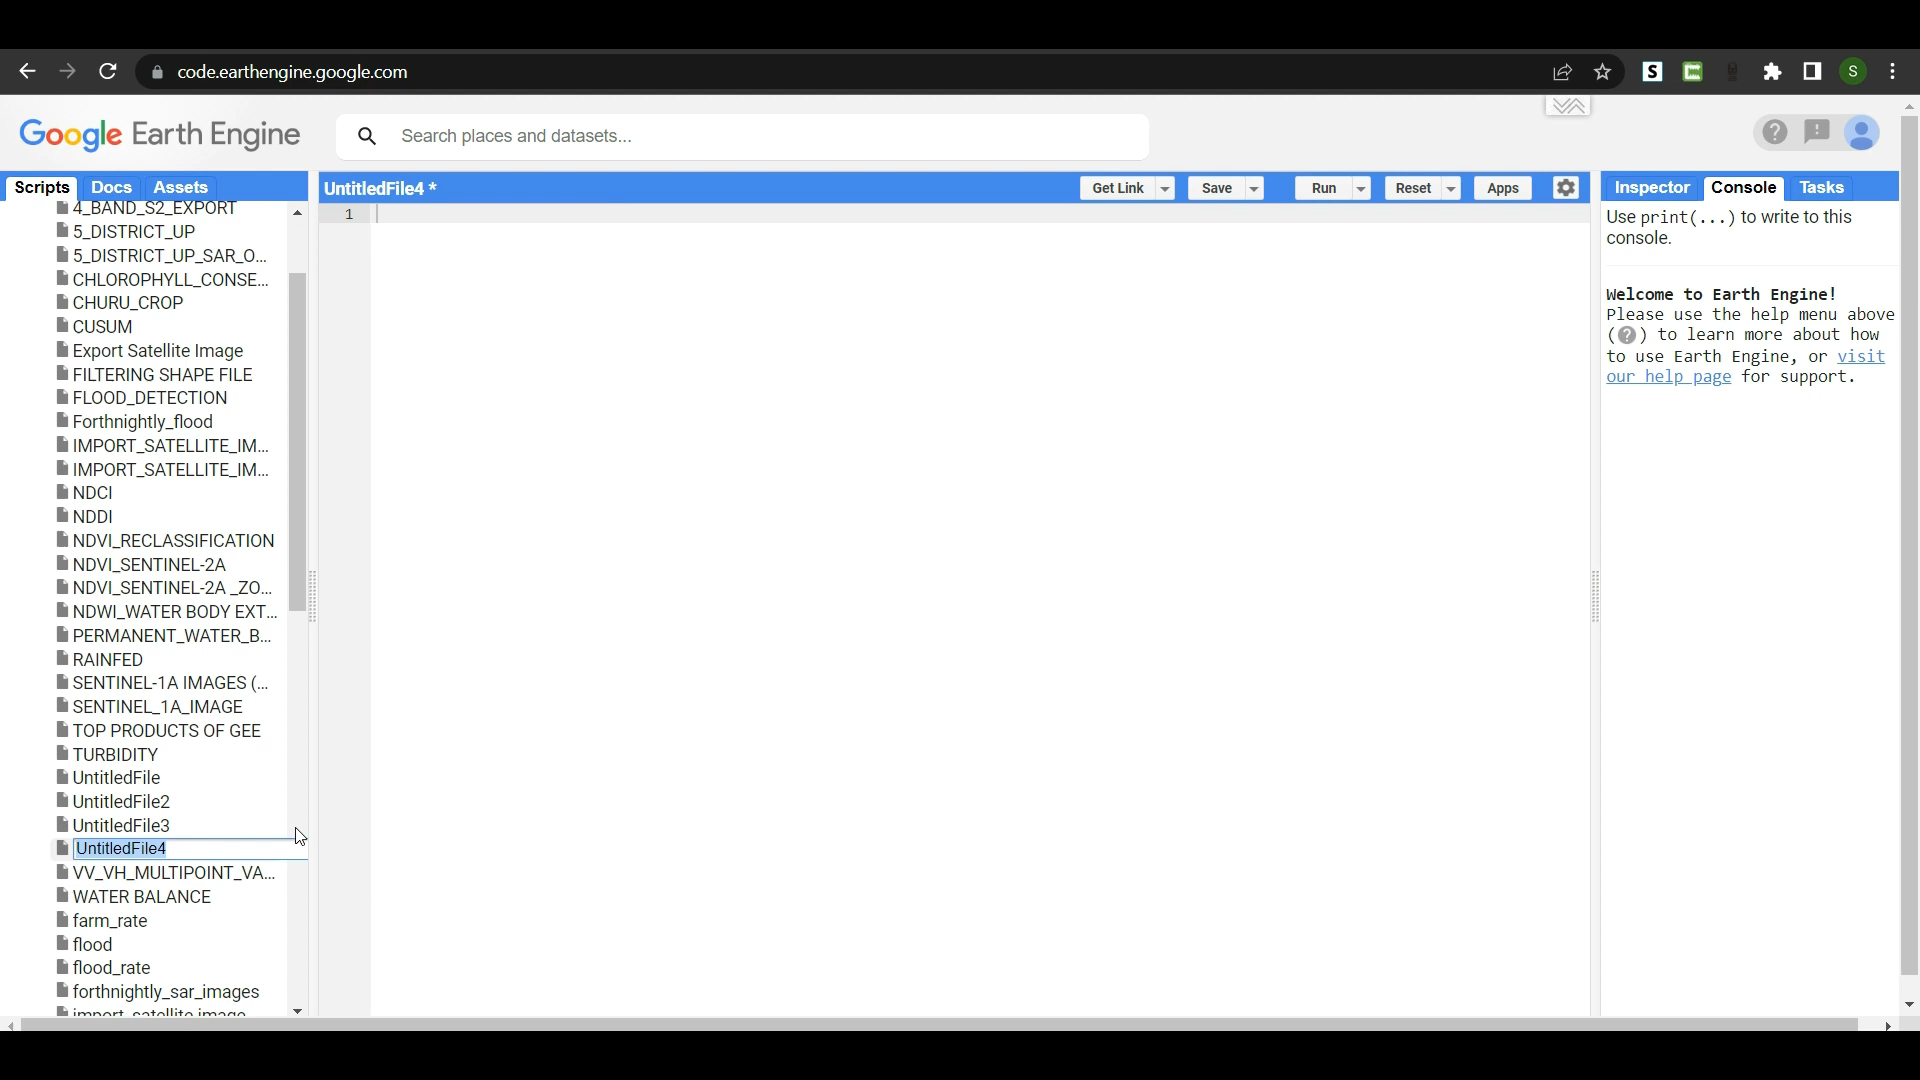 code.earthengine.google.com
S
S
Google Earth Engine
Search places and datasets...
Scripts Docs Assets
UntitledFile4 *
Get Link Save Run Reset Apps
Inspector Console Tasks
4_BAND_S2_EXPORT
5_DISTRICT_UP
5_DISTRICT_UP_SAR_O...
CHLOROPHYLL_CONSE...
CHURU_CROP
CUSUM
Export Satellite Image
FILTERING SHAPE FILE
FLOOD_DETECTION
Forthnightly_flood
IMPORT_SATELLITE_IM...
IMPORT_SATELLITE_IM...
NDCI
NDDI
NDVI_RECLASSIFICATION
NDVI_SENTINEL-2A
NDVI_SENTINEL-2A _ZO...
NDWI_WATER BODY EXT...
PERMANENT_WATER_B...
RAINFED
SENTINEL-1A IMAGES (...
SENTINEL_1A_IMAGE
TOP PRODUCTS OF GEE
TURBIDITY
UntitledFile
UntitledFile2
UntitledFile3
UntitledFile4
VV_VH_MULTIPOINT_VA...
WATER BALANCE
farm_rate
flood
flood_rate
forthnightly_sar_images
import_satellite image
1
Use print(...) to write to this
console.
Welcome to Earth Engine!
Please use the help menu above
(?) to learn more about how
to use Earth Engine, or visit
our help page for support.